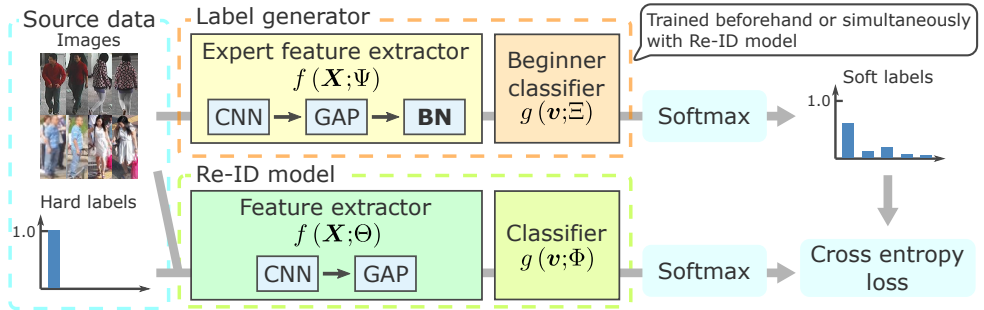 Source data
Images
Hard labels
1.0
Label generator
Expert feature extractor
f (X;Ψ)
CNN
GAP
BN
Beginner
classifier
g (v;Ξ)
Softmax
Trained beforehand or simultaneously
with Re-ID model
Soft labels
1.0
Re-ID model
Feature extractor
f (X;Θ)
CNN
GAP
Classifier
g (v;Φ)
Softmax
Cross entropy
loss